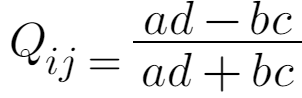 Q_{ij} = \frac{ad - bc}{ad + bc}